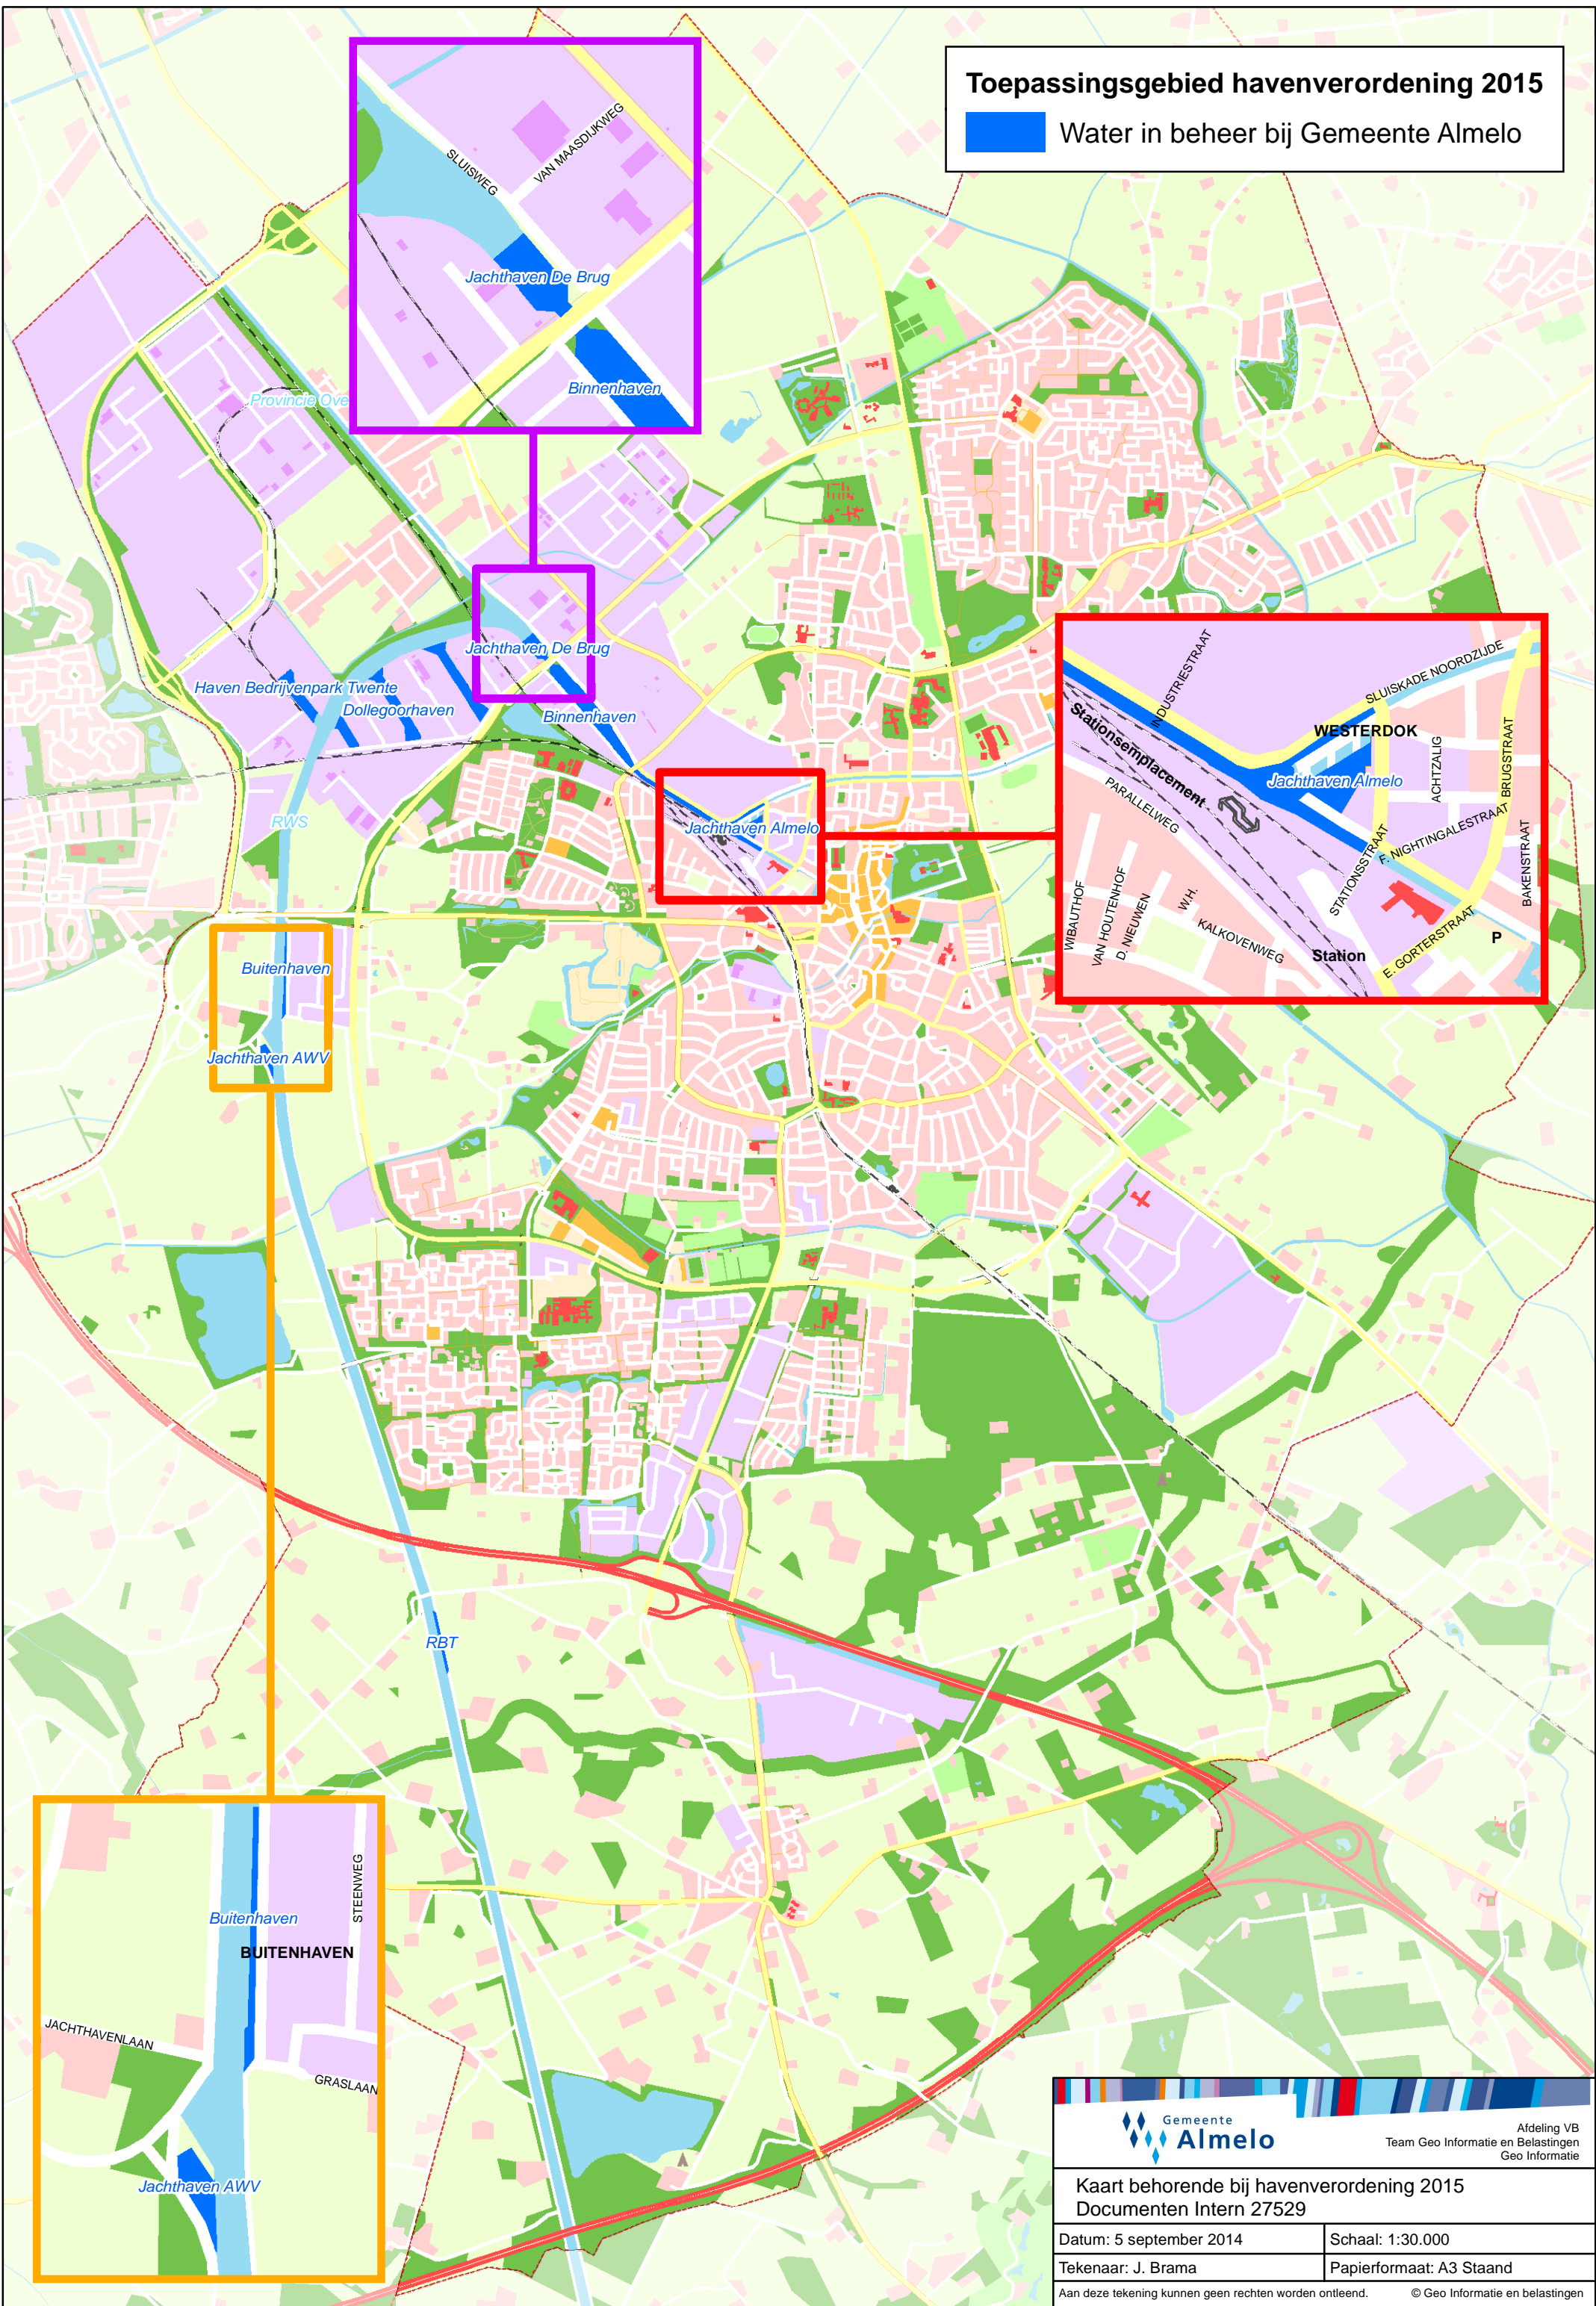 Toepassingsgebied havenverordening 2015
Water in beheer bij Gemeente Almelo
SLUISWEG
VAN MAASDIJKWEG
Jachthaven De Brug
Binnenhaven
Provincie Ove
Jachthaven De Brug
Haven Bedrijvenpark Twente
Dollegoorhaven
Binnenhaven
RWS
Jachthaven Almelo
INDUSTRIESTRAAT
SLUISKADE NOORDZIJDE
Stationsemplacement
WESTERDOK
Jachthaven Almelo
ACHTZALIG
BRUGSTRAAT
PARALLELWEG
F. NIGHTINGALESTRAAT
STATIONSSTRAAT
BAKENSTRAAT
WIBAUTHOF
VAN HOUTENHOF
D. NIEUWEN
W.H.
KALKOVENWEG
Station
E. GORTERSTRAAT
P
Buitenhaven
Jachthaven AWV
RBT
STEENWEG
Buitenhaven
BUITENHAVEN
JACHTHAVENLAAN
GRASLAAN
Jachthaven AWV
Gemeente
Almelo
Afdeling VB
Team Geo Informatie en Belastingen
Geo Informatie
Kaart behorende bij havenverordening 2015
Documenten Intern 27529
Datum: 5 september 2014
Schaal: 1:30.000
Tekenaar: J. Brama
Papierformaat: A3 Staand
Aan deze tekening kunnen geen rechten worden ontleend.
© Geo Informatie en belastingen